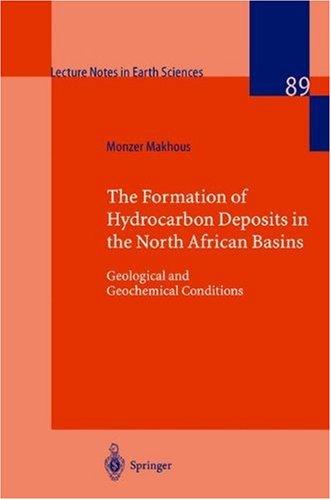 Lecture Notes in Earth Sciences
89
Monzer Makhous
The Formation of
Hydrocarbon Deposits in
the North African Basins
Geological and
Geochemical Conditions
Springer